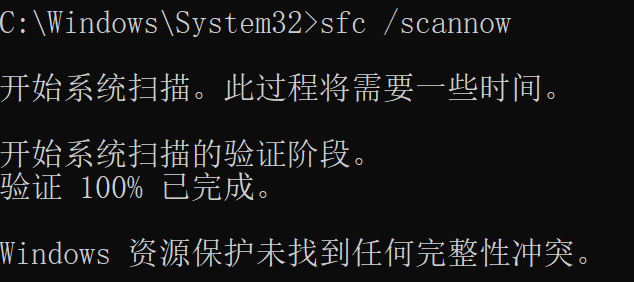 C:\Windows\System32>sfc /scannow
开始系统扫描。此过程将需要一些时间。
开始系统扫描的验证阶段。
验证 100% 已完成。
Windows 资源保护未找到任何完整性冲突。